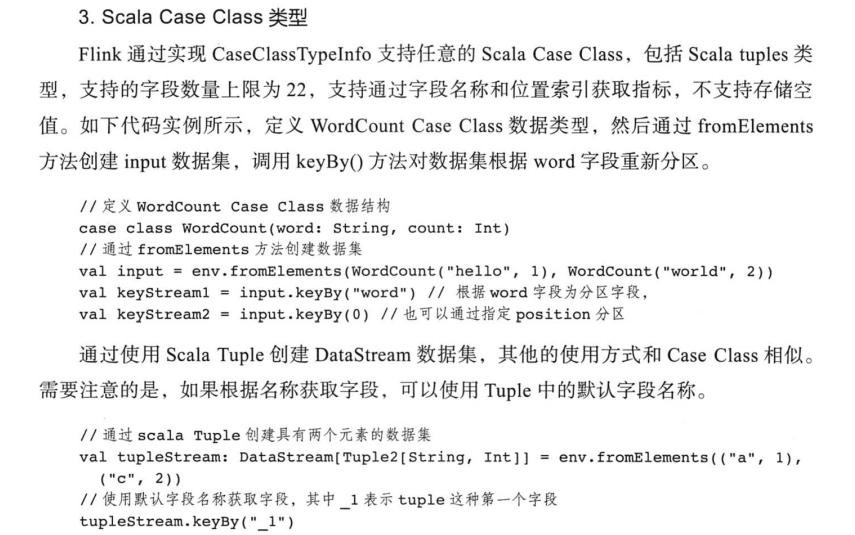 3. Scala Case Class 类型
Flink 通过实现 CaseClassTypeInfo 支持任意的 Scala Case Class，包括 Scala tuples 类
型，支持的字段数量上限为 22，支持通过字段名称和位置索引获取指标，不支持存储空
值。如下代码实例所示，定义 WordCount Case Class 数据类型，然后通过 fromElements
方法创建 input 数据集，调用 keyBy() 方法对数据集根据 word 字段重新分区。
// 定义 WordCount Case Class 数据结构
case class WordCount(word: String, count: Int)
// 通过 fromElements 方法创建数据集
val input = env.fromElements(WordCount("hello", 1), WordCount("world", 2))
val keyStream1 = input.keyBy("word") // 根据 word 字段为分区字段，
val keyStream2 = input.keyBy(0) // 也可以通过指定 position 分区
通过使用 Scala Tuple 创建 DataStream 数据集，其他的使用方式和 Case Class 相似。
需要注意的是，如果根据名称获取字段，可以使用 Tuple 中的默认字段名称。
// 通过 scala Tuple 创建具有两个元素的数据集
val tupleStream: DataStream[Tuple2[String, Int]] = env.fromElements(("a", 1),
("c", 2))
// 使用默认字段名称获取字段，其中 _1 表示 tuple 这种第一个字段
tupleStream.keyBy("_1")